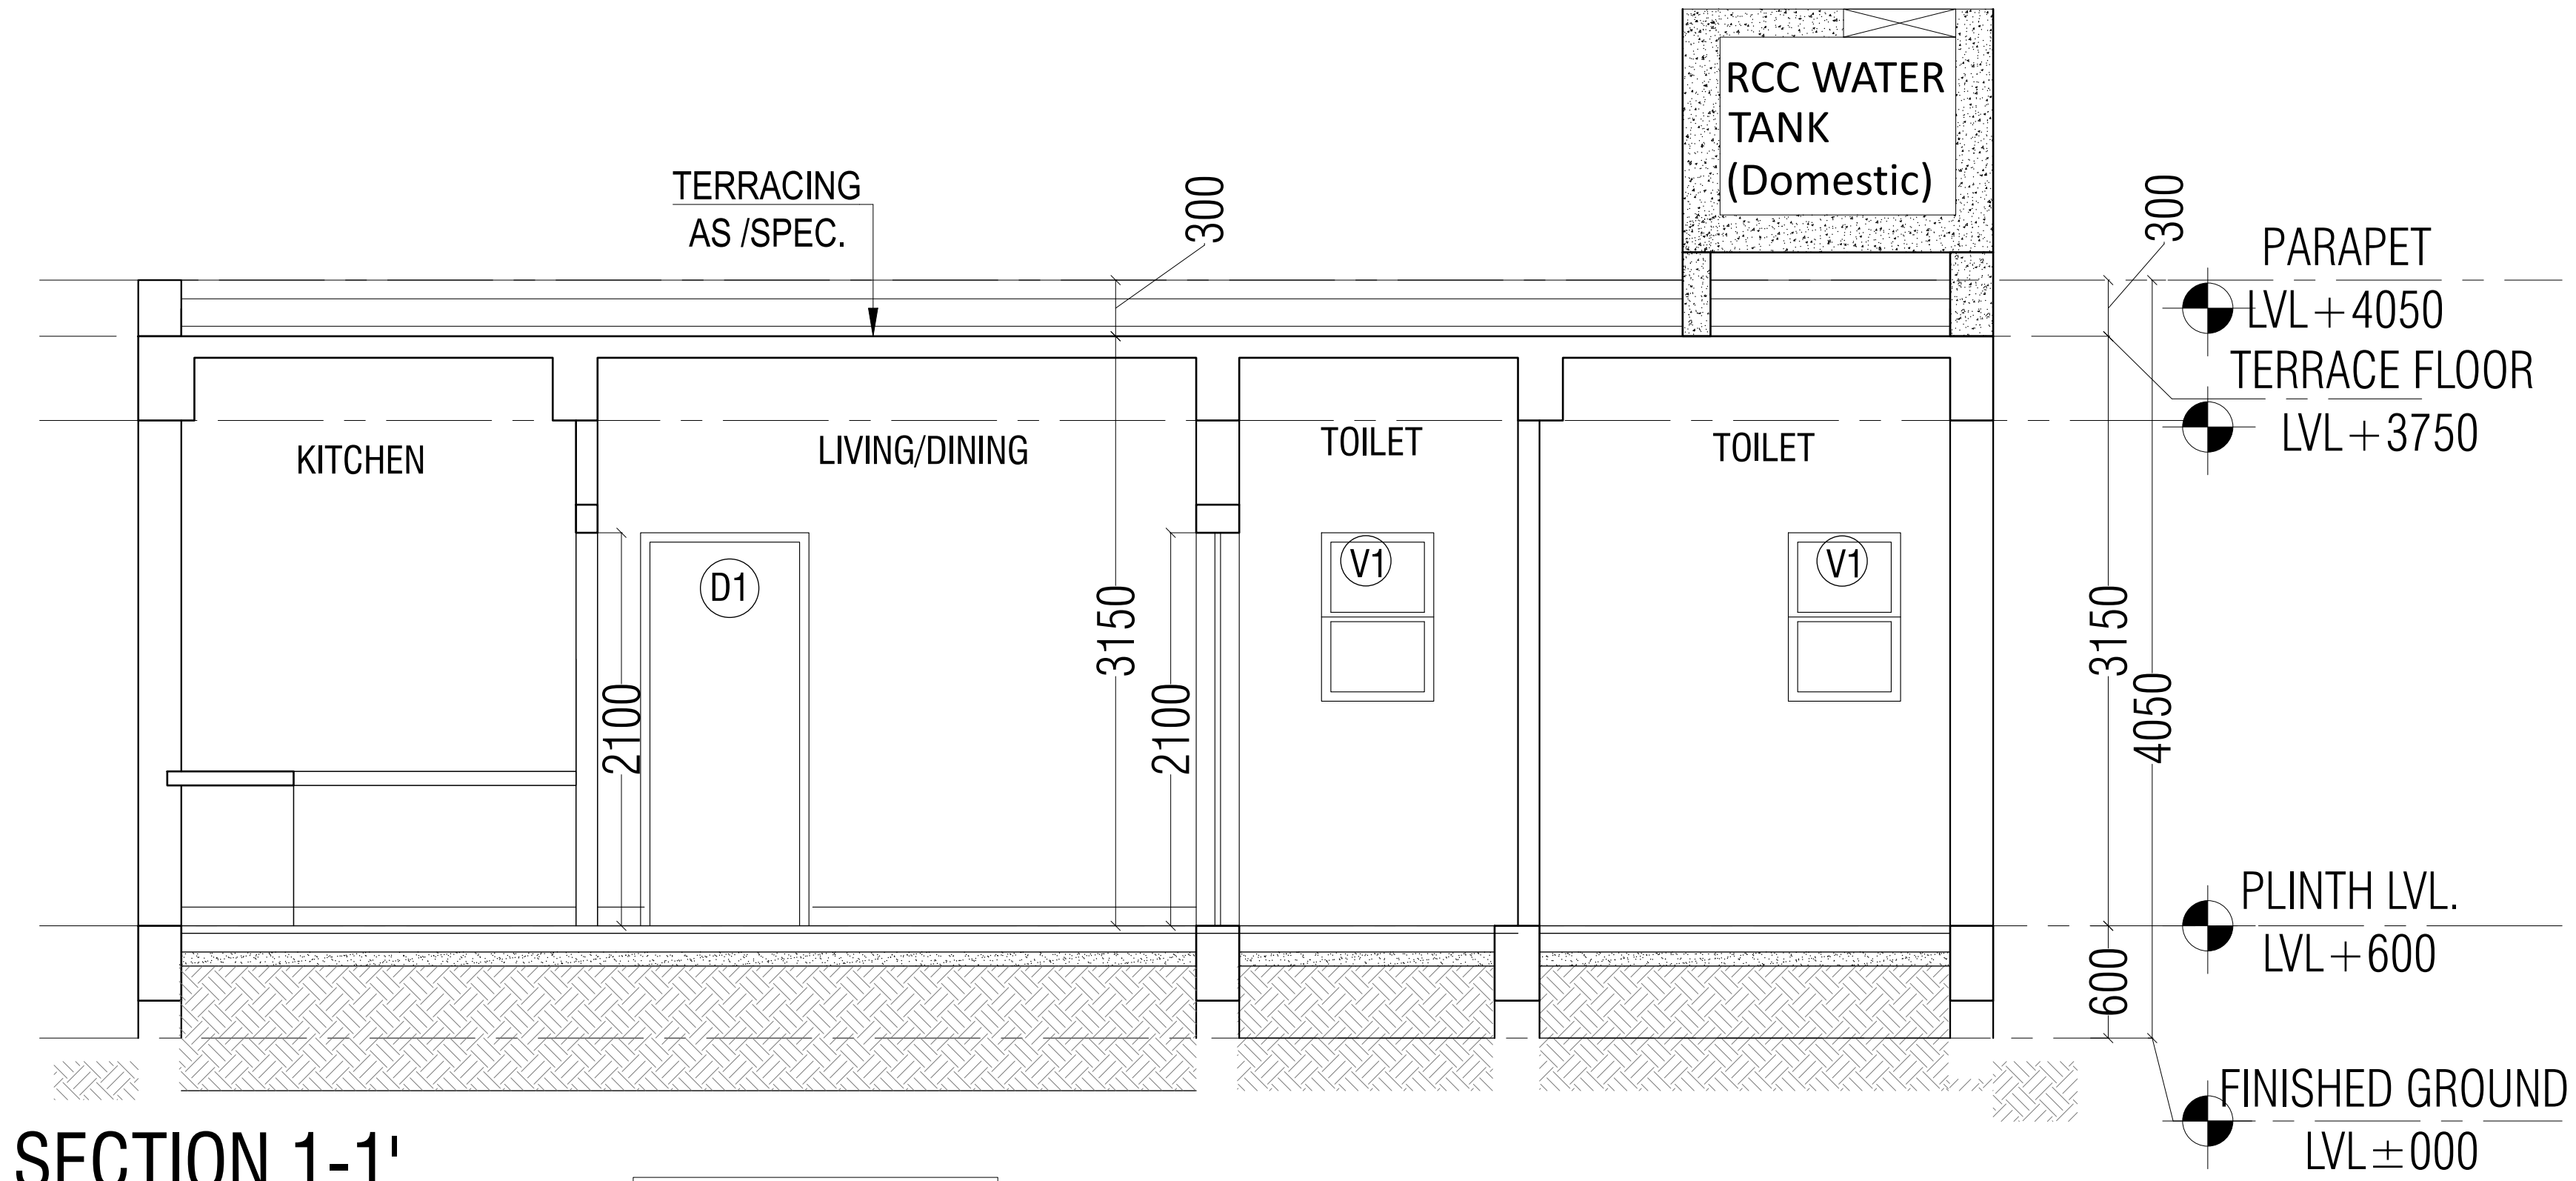 RCC WATER
TANK
(Domestic)
TERRACING
AS /SPEC.
300
300
PARAPET
LVL+4050
TERRACE FLOOR
LVL+3750
KITCHEN
LIVING/DINING
TOILET
TOILET
D1
V1
V1
2100
3150
2100
3150
4050
PLINTH LVL.
LVL+600
600
FINISHED GROUND
LVL±000
SECTION 1-1'